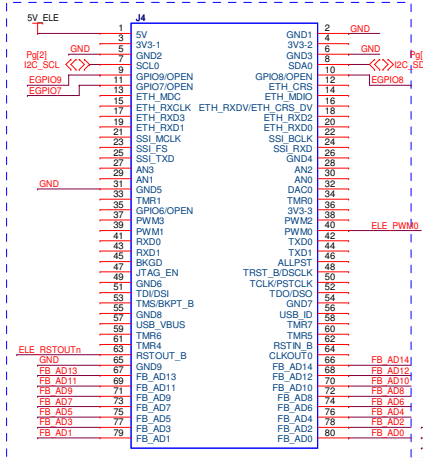 5V_ELE J4
1 5V GND1 2 GND
3 3V3-1 3V3-2 4
GND 5 GND2 GND3 6 GND
Pg[2] I2C_SCL 7 SCL0 SDA0 8 Pg[ I2C_SD
EGPIO9 9 GPIO9/OPEN GPIO8/OPEN 10 EGPIO8
EGPIO7 11 GPIO7/OPEN ETH_CRS 12
13 ETH_MDC ETH_MDIO 14
15 ETH_RXCLK ETH_RXDV/ETH_CRS_DV 16
17 ETH_RXD3 ETH_RXD2 18
19 ETH_RXD1 ETH_RXD0 20
21 SSI_MCLK SSI_BCLK 22
23 SSI_FS SSI_RXD 24
25 SSI_TXD GND4 26
27 AN3 AN2 28
29 AN1 AN0 30
GND 31 GND5 DAC0 32
33 TMR1 TMR0 34
35 GPIO6/OPEN 3V3-3 36
37 PWM3 PWM2 38
39 PWM1 PWM0 40 ELE_PWM0
41 RXD0 TXD0 42
43 RXD1 TXD1 44
45 BKGD ALLPST 46
47 JTAG_EN TRST_B/DSCLK 48
49 GND6 TCLK/PSTCLK 50
51 TDI/DSI TDO/DSO 52
53 TMS/BKPT_B GND7 54
55 GND8 USB_ID 56
57 USB_VBUS TMR7 58
59 TMR6 TMR5 60
61 TMR4 RSTIN_B 62
ELE_RSTOUTn 63 RSTOUT_B CLKOUT0 64
GND 65 GND9 FB_AD14 66 FB_AD14
FB_AD13 67 FB_AD13 FB_AD12 68 FB_AD12
FB_AD11 69 FB_AD11 FB_AD10 70 FB_AD10
FB_AD9 71 FB_AD9 FB_AD8 72 FB_AD8
FB_AD7 73 FB_AD7 FB_AD6 74 FB_AD6
FB_AD5 75 FB_AD5 FB_AD4 76 FB_AD4
FB_AD3 77 FB_AD3 FB_AD2 78 FB_AD2
FB_AD1 79 FB_AD1 FB_AD0 80 FB_AD0